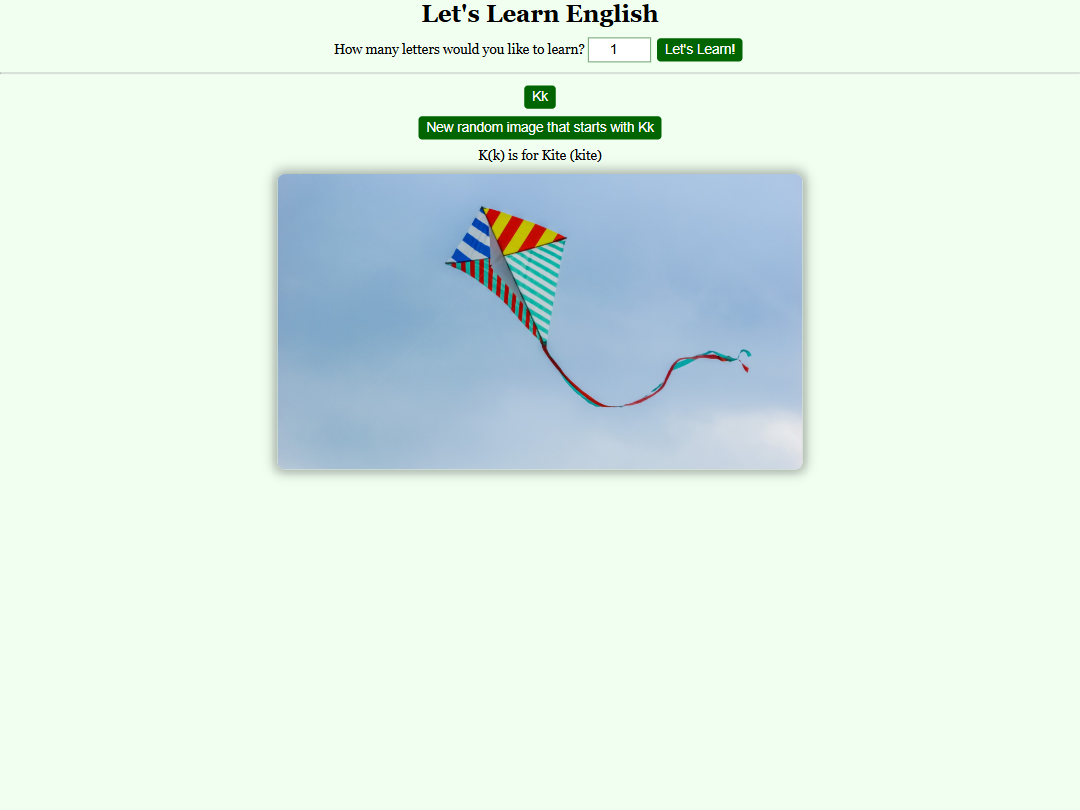 Let's Learn English
How many letters would you like to learn? 1 Let's Learn!
Kk
New random image that starts with Kk
K(k) is for Kite (kite)